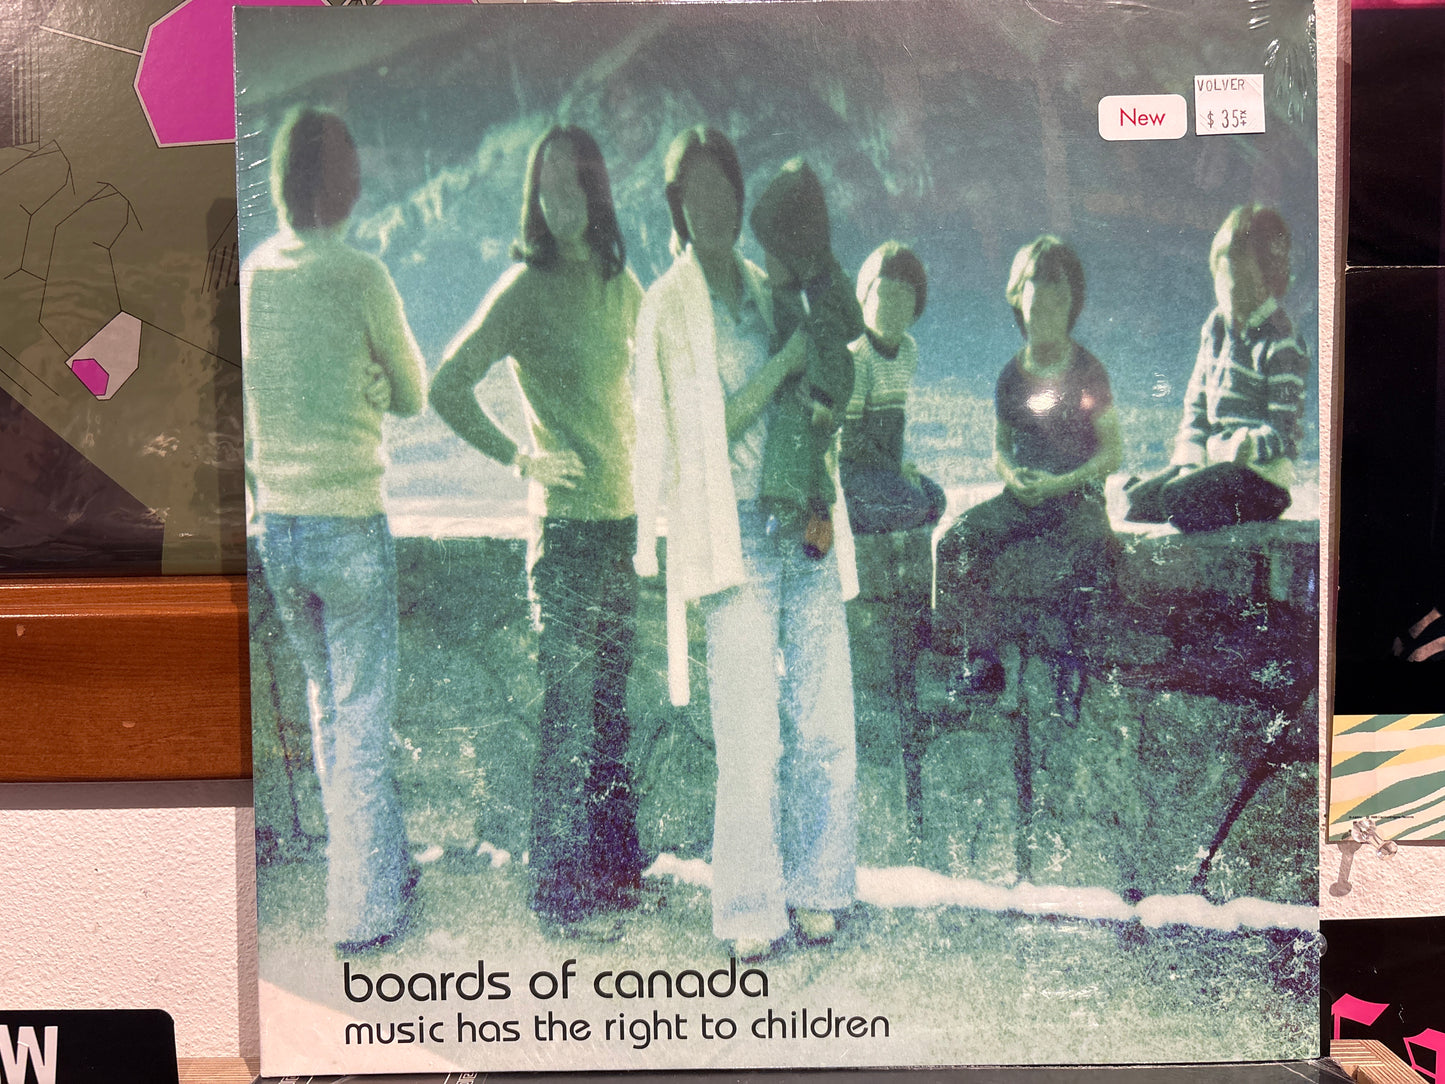 VOLVER
New
$ 35
boards of canada
music has the right to children
W